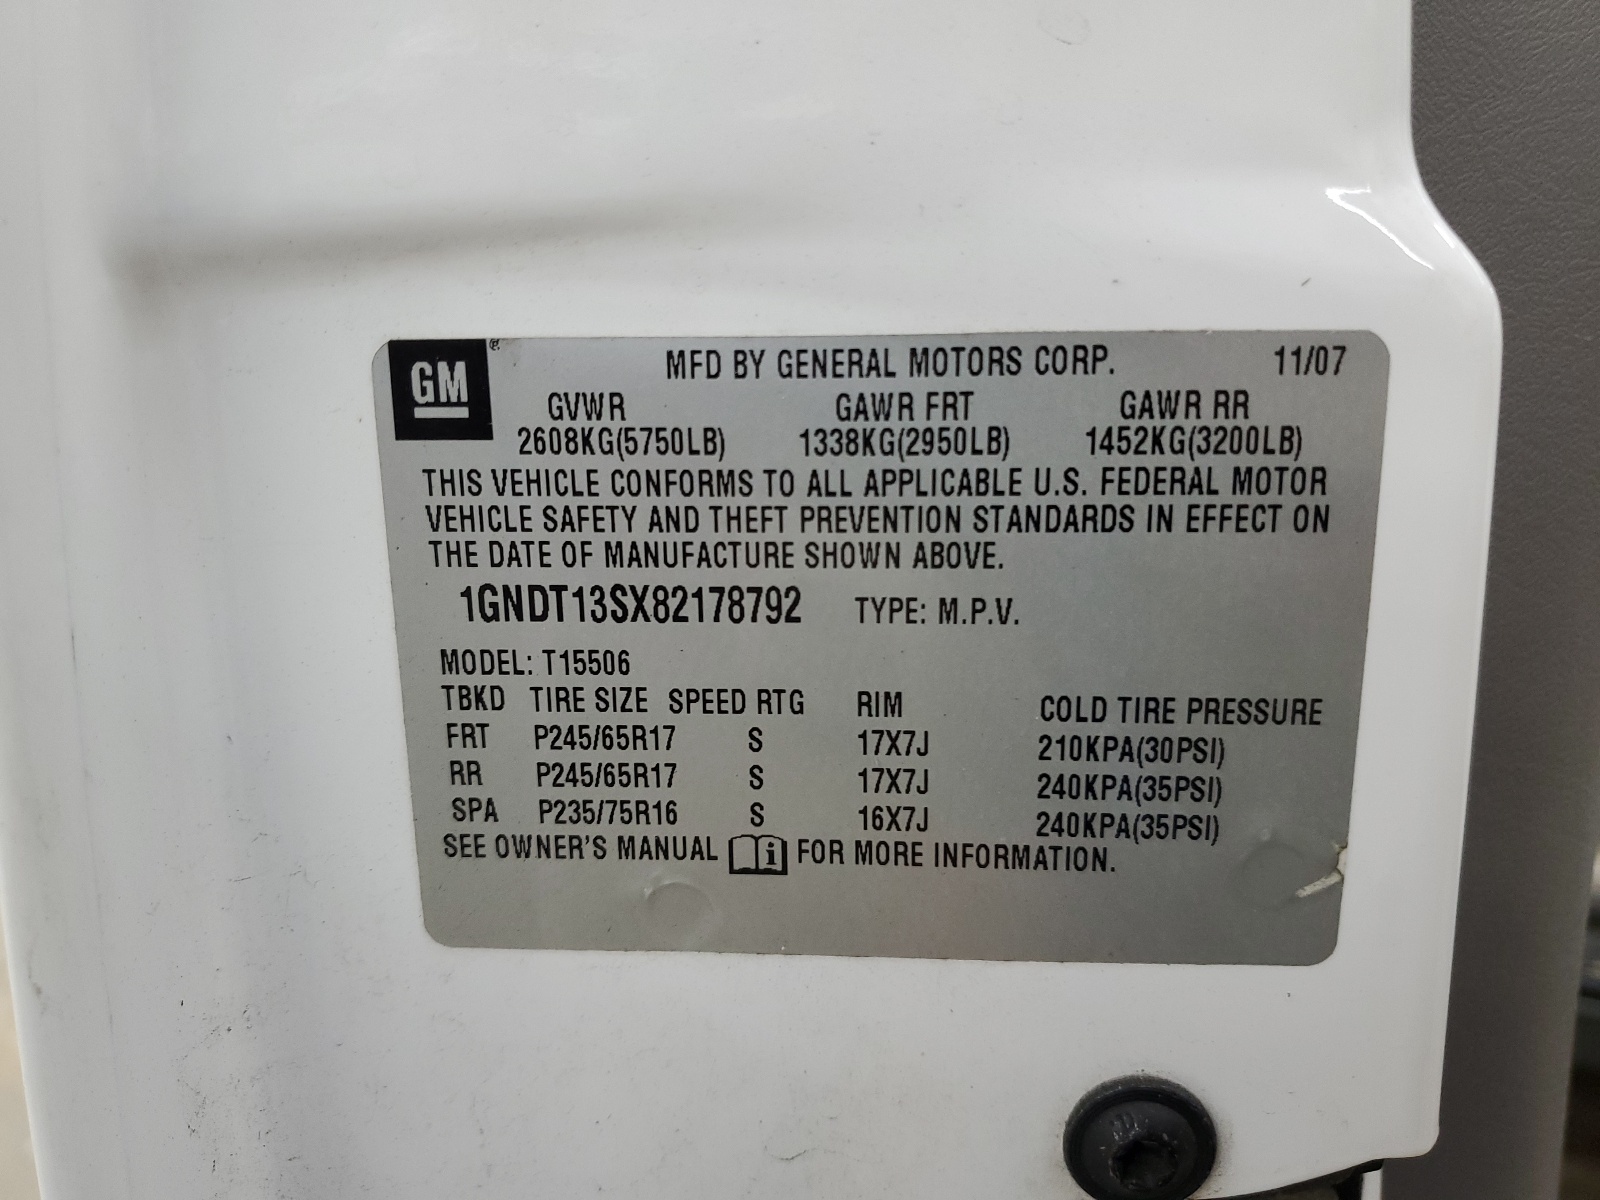 GM ® MFD BY GENERAL MOTORS CORP. 11/07
GVWR GAWR FRT GAWR RR
2608KG(5750LB) 1338KG(2950LB) 1452KG(3200LB)
THIS VEHICLE CONFORMS TO ALL APPLICABLE U.S. FEDERAL MOTOR
VEHICLE SAFETY AND THEFT PREVENTION STANDARDS IN EFFECT ON
THE DATE OF MANUFACTURE SHOWN ABOVE.
1GNDT13SX82178792 TYPE: M.P.V.
MODEL: T15506
TBKD TIRE SIZE SPEED RTG RIM COLD TIRE PRESSURE
FRT P245/65R17 S 17X7J 210KPA(30PSI)
RR P245/65R17 S 17X7J 240KPA(35PSI)
SPA P235/75R16 S 16X7J 240KPA(35PSI)
SEE OWNER'S MANUAL i FOR MORE INFORMATION.